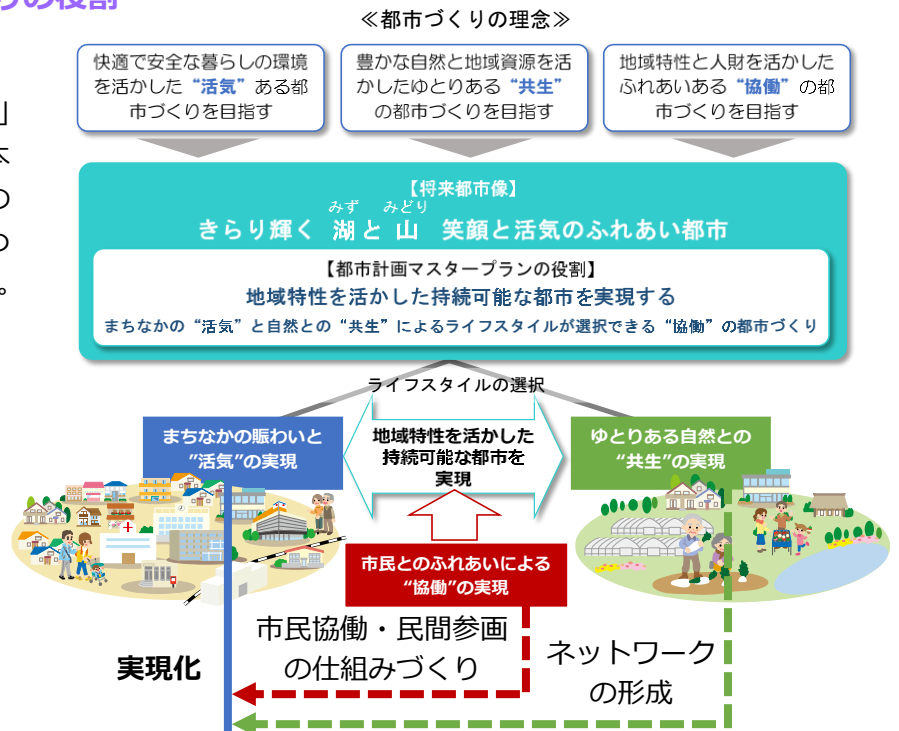 りの役割
≪都市づくりの理念≫
快適で安全な暮らしの環境
を活かした“活気”ある都
市づくりを目指す
豊かな自然と地域資源を活
かしたゆとりある“共生”
の都市づくりを目指す
地域特性と人財を活かした
ふれあいある“協働”の都
市づくりを目指す
」
の
。
【将来都市像】
みず みどり
きらり輝く 湖と山 笑顔と活気のふれあい都市
【都市計画マスタープランの役割】
地域特性を活かした持続可能な都市を実現する
まちなかの“活気”と自然との“共生”によるライフスタイルが選択できる“協働”の都市づくり
ライフスタイルの選択
まちなかの賑わいと
”活気”の実現
地域特性を活かした
持続可能な都市を
実現
ゆとりある自然との
“共生”の実現
市民とのふれあいによる
“協働”の実現
市民協働・民間参画
の仕組みづくり
ネットワーク
の形成
実現化